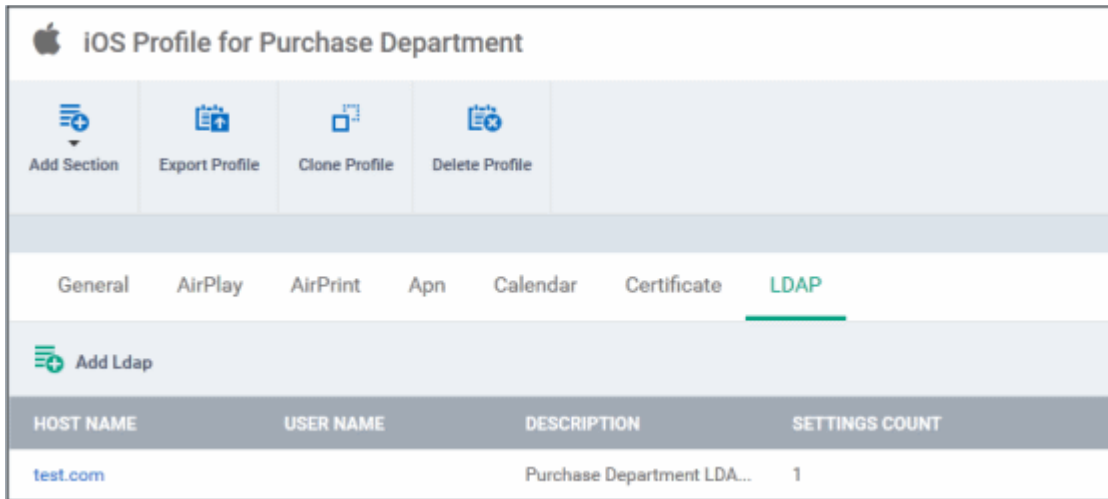 iOS Profile for Purchase Department
Add Section Export Profile Clone Profile Delete Profile
General AirPlay AirPrint Apn Calendar Certificate LDAP
Add Ldap
HOST NAME USER NAME DESCRIPTION SETTINGS COUNT
test.com Purchase Department LDA... 1